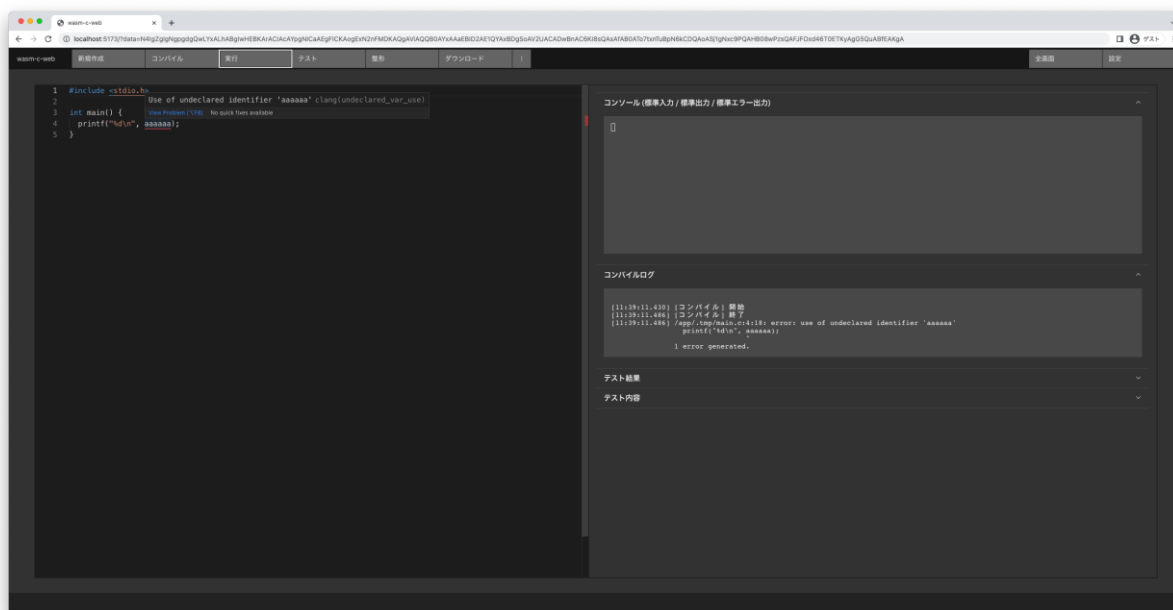 wasm-c-web
wasm-c-web
新規作成
コンパイル
実行
テスト
整形
ダウンロード
全画面
設定
ゲスト
1 #include <stdio.h>
2
Use of undeclared identifier 'aaaaaa' clang(undeclared_var_use)
View Problem (⌥F8) No quick fixes available
3 int main() {
4 printf("%d\n", aaaaaa);
5 }
コンソール (標準入力 / 標準出力 / 標準エラー出力)
コンパイルログ
[11:39:11.430] [コンパイル] 開始
[11:39:11.486] [コンパイル] 終了
[11:39:11.486] /app/.tmp/main.c:4:18: error: use of undeclared identifier 'aaaaaa'
printf("%d\n", aaaaaa);
^
1 error generated.
テスト結果
テスト内容